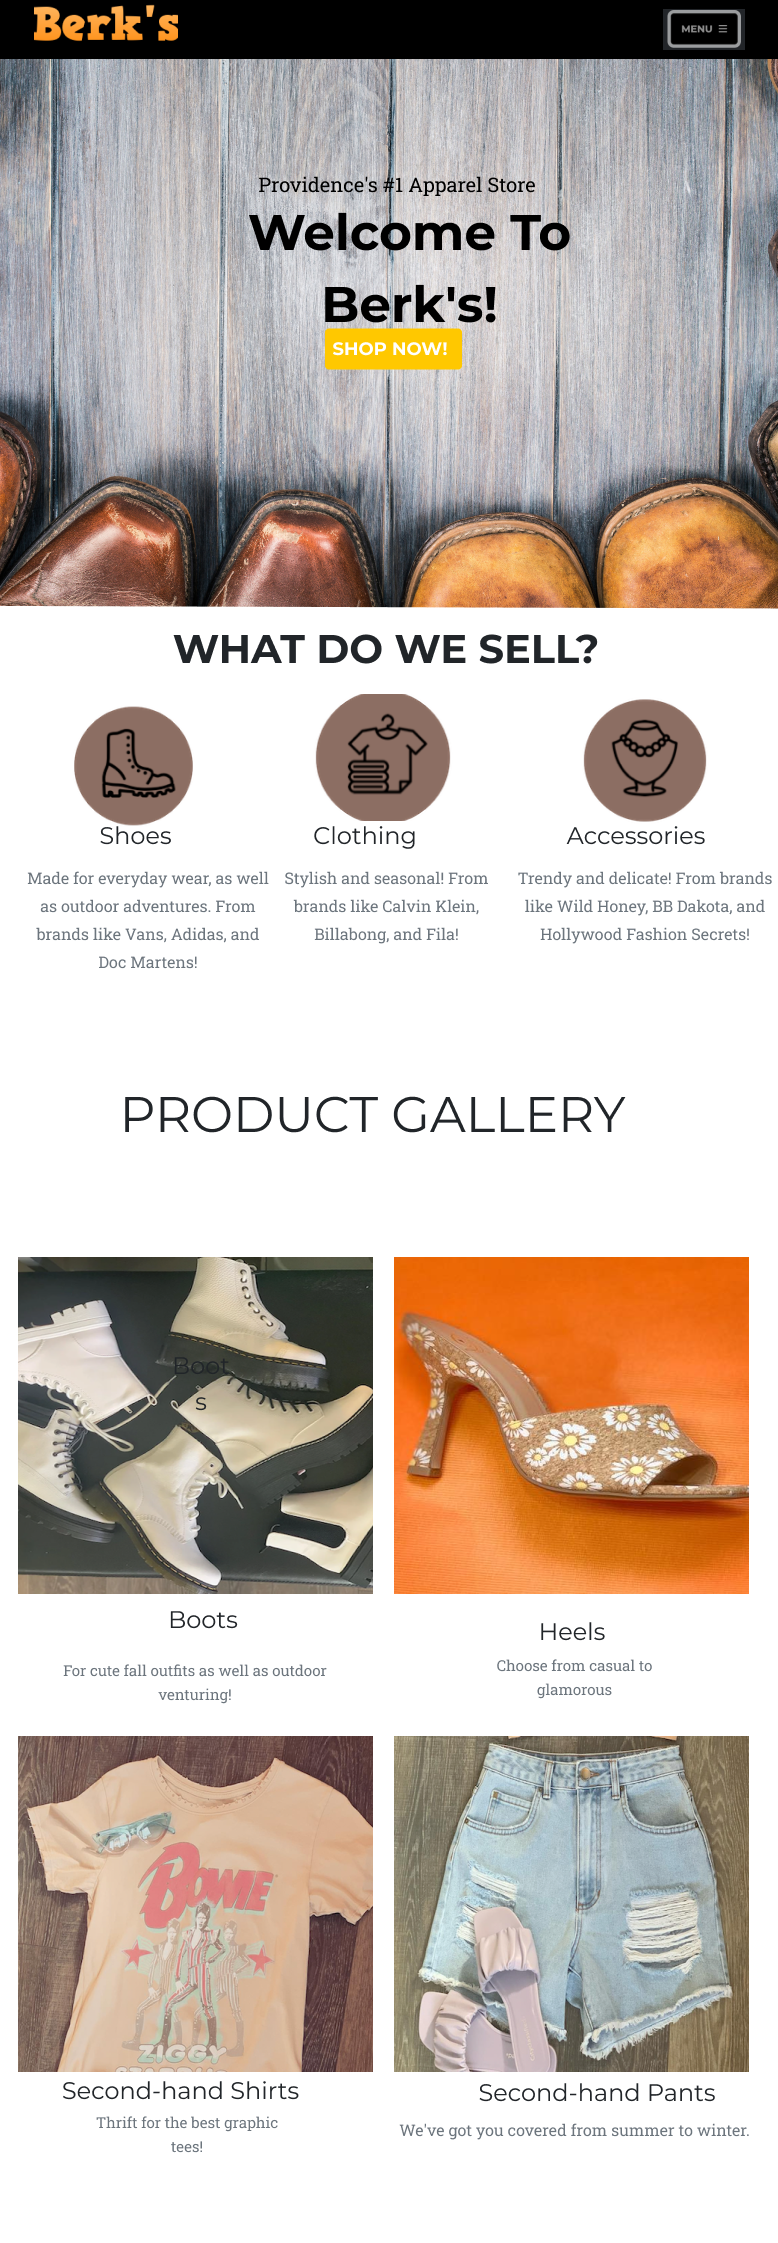 Berk's
MENU ☰
Providence's #1 Apparel Store
Welcome To
Berk's!
SHOP NOW!
WHAT DO WE SELL?
Shoes
Made for everyday wear, as well
as outdoor adventures. From
brands like Vans, Adidas, and
Doc Martens!
Clothing
Stylish and seasonal! From
brands like Calvin Klein,
Billabong, and Fila!
Accessories
Trendy and delicate! From brands
like Wild Honey, BB Dakota, and
Hollywood Fashion Secrets!
PRODUCT GALLERY
Boot
s
Boots
For cute fall outfits as well as outdoor
venturing!
Heels
Choose from casual to
glamorous
BOWIE
ZIGGY
Second-hand Shirts
Thrift for the best graphic
tees!
Second-hand Pants
We've got you covered from summer to winter.